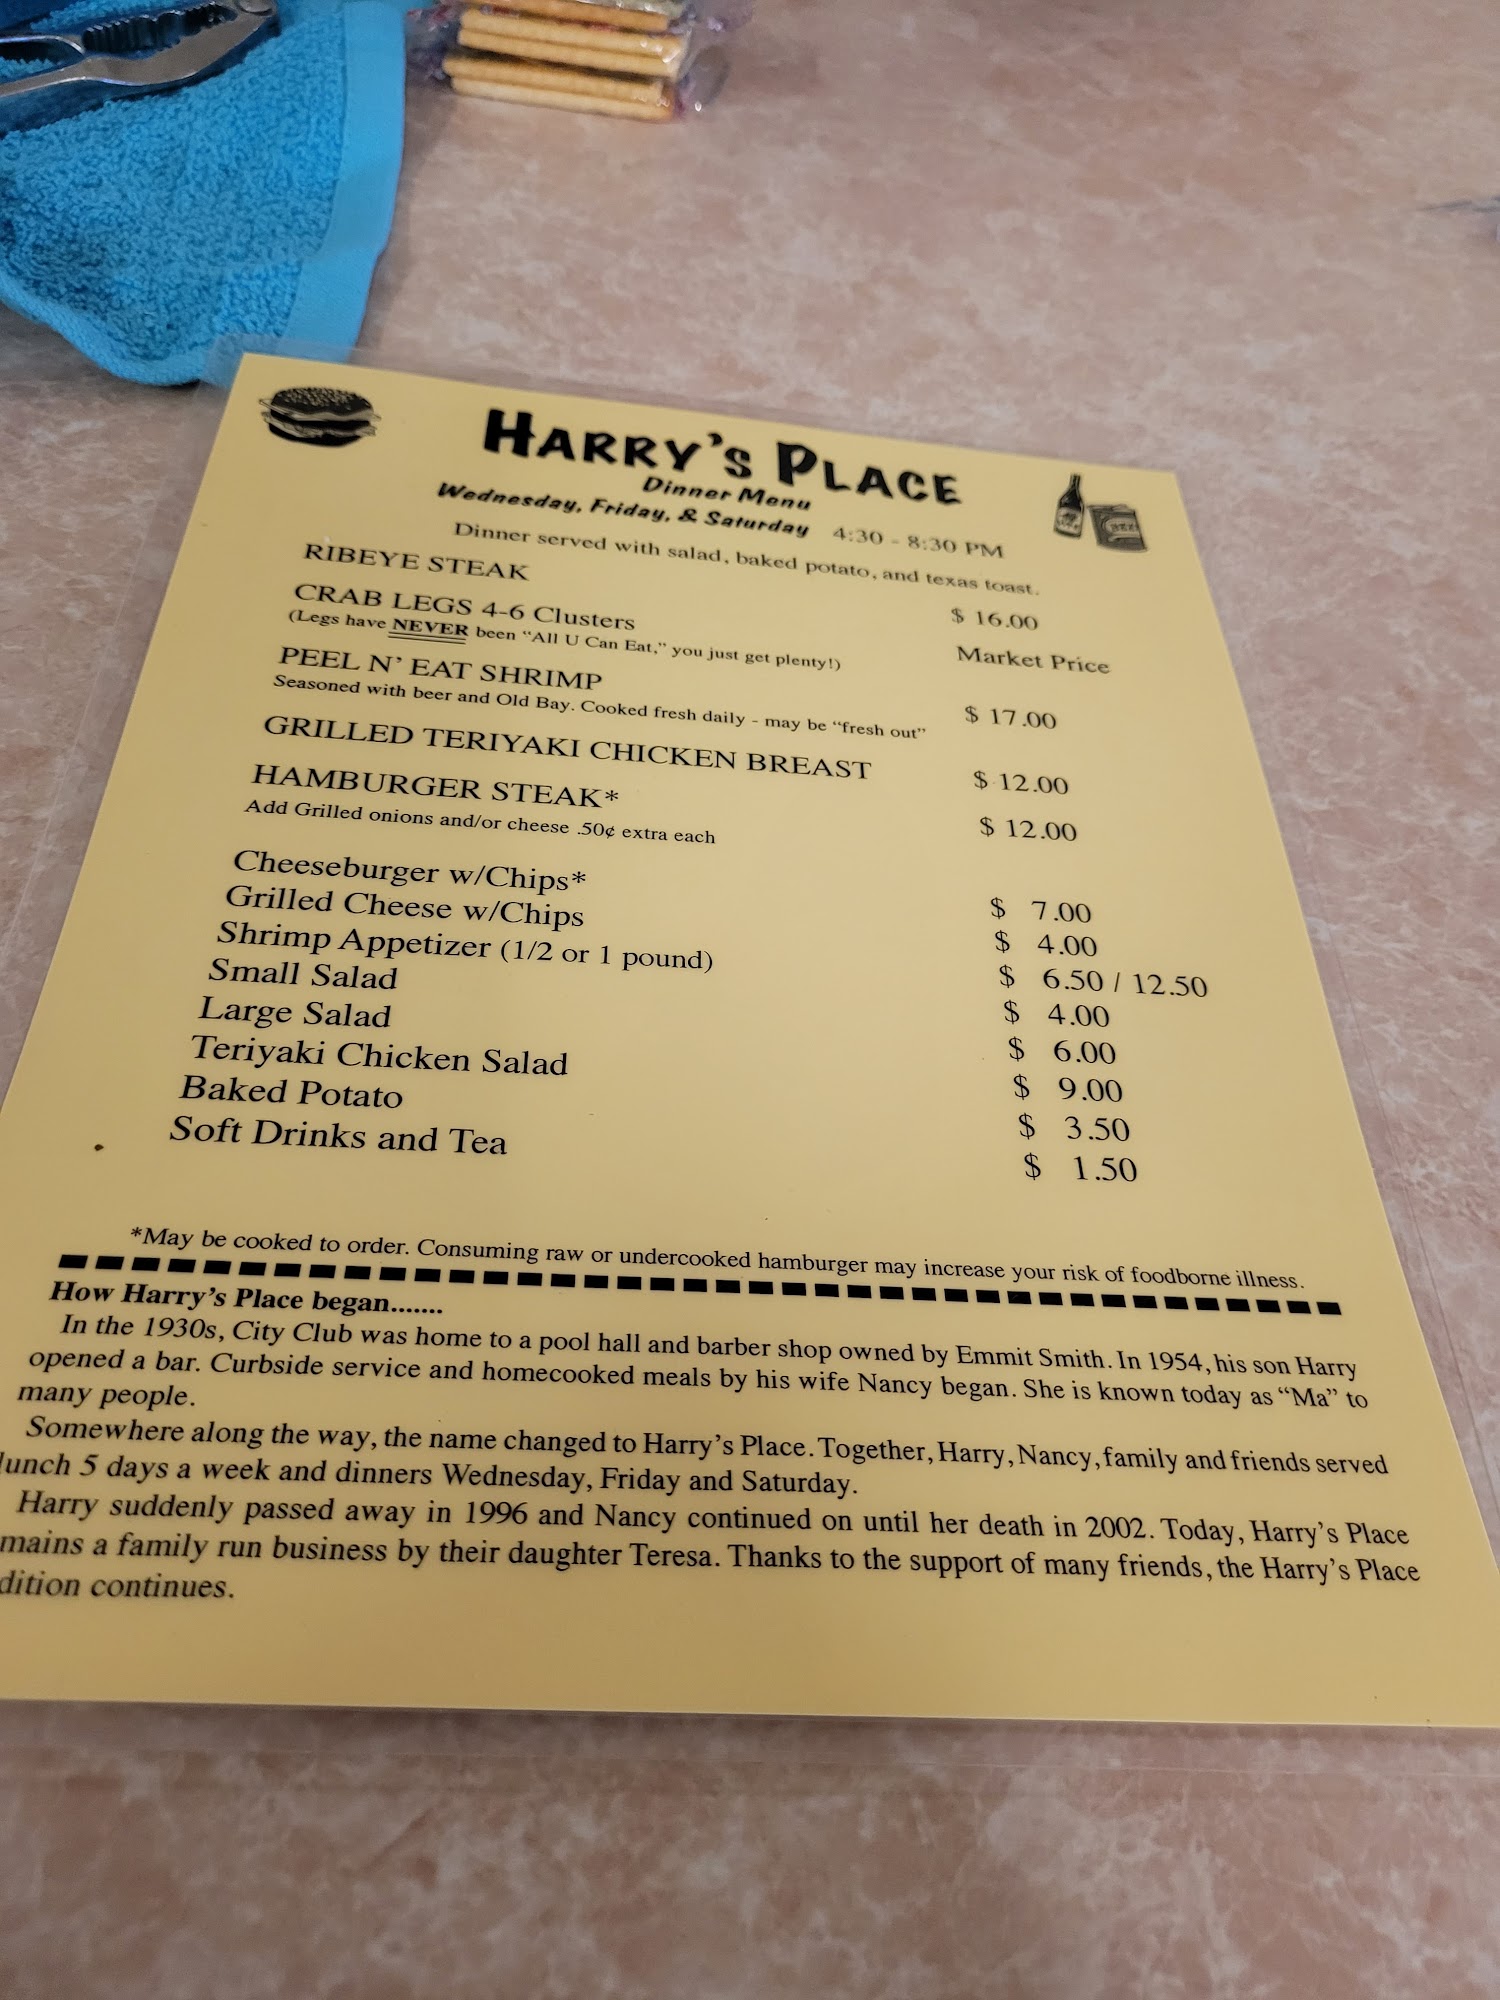 HARRY'S PLACE
Dinner Menu
Wednesday, Friday, & Saturday 4:30 - 8:30 PM
Dinner served with salad, baked potato, and texas toast.
RIBEYE STEAK $ 16.00
CRAB LEGS 4-6 Clusters Market Price
(Legs have NEVER been "All U Can Eat," you just get plenty!)
PEEL N' EAT SHRIMP $ 17.00
Seasoned with beer and Old Bay. Cooked fresh daily - may be "fresh out"
GRILLED TERIYAKI CHICKEN BREAST $ 12.00
HAMBURGER STEAK* $ 12.00
Add Grilled onions and/or cheese .50¢ extra each
Cheeseburger w/Chips* $ 7.00
Grilled Cheese w/Chips $ 4.00
Shrimp Appetizer (1/2 or 1 pound) $ 6.50 / 12.50
Small Salad $ 4.00
Large Salad $ 6.00
Teriyaki Chicken Salad $ 9.00
Baked Potato $ 3.50
Soft Drinks and Tea $ 1.50
*May be cooked to order. Consuming raw or undercooked hamburger may increase your risk of foodborne illness.
How Harry's Place began.......
In the 1930s, City Club was home to a pool hall and barber shop owned by Emmit Smith. In 1954, his son Harry
opened a bar. Curbside service and homecooked meals by his wife Nancy began. She is known today as "Ma" to
many people.
Somewhere along the way, the name changed to Harry's Place. Together, Harry, Nancy, family and friends served
lunch 5 days a week and dinners Wednesday, Friday and Saturday.
Harry suddenly passed away in 1996 and Nancy continued on until her death in 2002. Today, Harry's Place
mains a family run business by their daughter Teresa. Thanks to the support of many friends, the Harry's Place
dition continues.